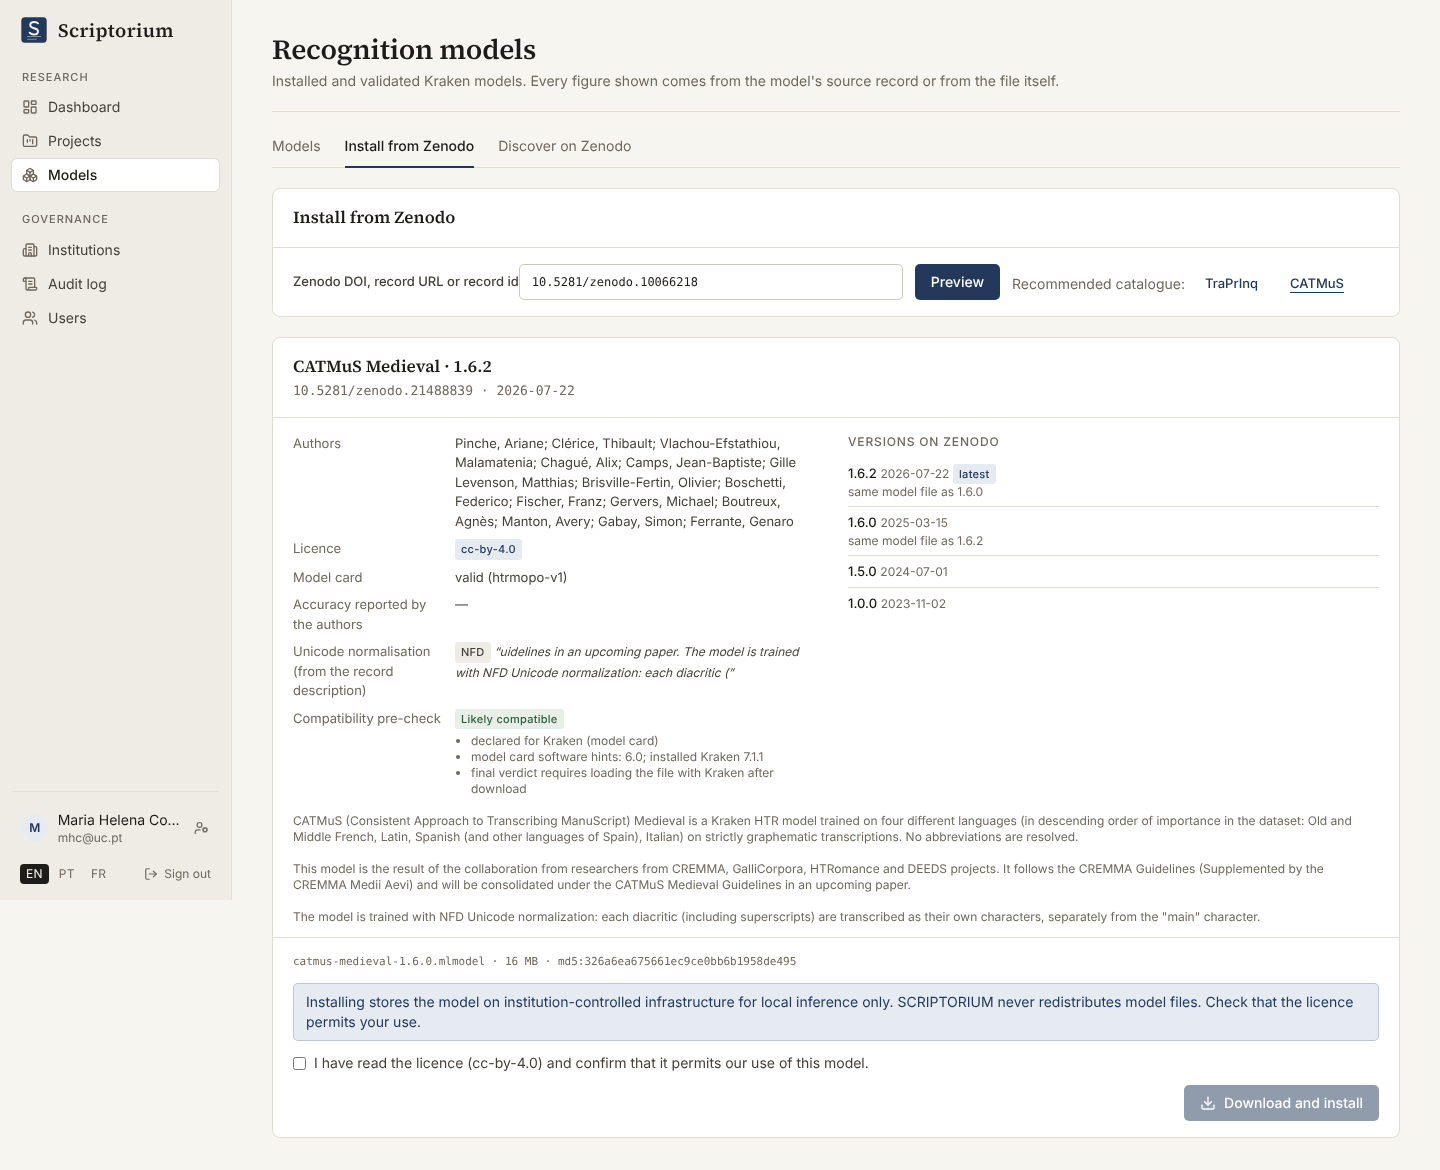 Scriptorium
RESEARCH
Dashboard
Projects
Models
GOVERNANCE
Institutions
Audit log
Users
M
Maria Helena Co...
mhc@uc.pt
EN PT FR Sign out
Recognition models
Installed and validated Kraken models. Every figure shown comes from the model's source record or from the file itself.
Models Install from Zenodo Discover on Zenodo
Install from Zenodo
Zenodo DOI, record URL or record id 10.5281/zenodo.10066218 Preview Recommended catalogue: TraPrInq CATMuS
CATMuS Medieval · 1.6.2
10.5281/zenodo.21488839 · 2026-07-22
Authors
Pinche, Ariane; Clérice, Thibault; Vlachou-Efstathiou,
Malamatenia; Chagué, Alix; Camps, Jean-Baptiste; Gille
Levenson, Matthias; Brisville-Fertin, Olivier; Boschetti,
Federico; Fischer, Franz; Gervers, Michael; Boutreux,
Agnès; Manton, Avery; Gabay, Simon; Ferrante, Genaro
Licence cc-by-4.0
Model card valid (htrmopo-v1)
Accuracy reported by
the authors
—
Unicode normalisation
(from the record
description)
NFD "uidelines in an upcoming paper. The model is trained
with NFD Unicode normalization: each diacritic ("
Compatibility pre-check Likely compatible
• declared for Kraken (model card)
• model card software hints: 6.0; installed Kraken 7.1.1
• final verdict requires loading the file with Kraken after
download
VERSIONS ON ZENODO
1.6.2 2026-07-22 latest
same model file as 1.6.0
1.6.0 2025-03-15
same model file as 1.6.2
1.5.0 2024-07-01
1.0.0 2023-11-02
CATMuS (Consistent Approach to Transcribing ManuScript) Medieval is a Kraken HTR model trained on four different languages (in descending order of importance in the dataset: Old and
Middle French, Latin, Spanish (and other languages of Spain), Italian) on strictly graphematic transcriptions. No abbreviations are resolved.
This model is the result of the collaboration from researchers from CREMMA, GalliCorpora, HTRomance and DEEDS projects. It follows the CREMMA Guidelines (Supplemented by the
CREMMA Medii Aevi) and will be consolidated under the CATMuS Medieval Guidelines in an upcoming paper.
The model is trained with NFD Unicode normalization: each diacritic (including superscripts) are transcribed as their own characters, separately from the "main" character.
catmus-medieval-1.6.0.mlmodel · 16 MB · md5:326a6ea675661ec9ce0bb6b1958de495
Installing stores the model on institution-controlled infrastructure for local inference only. SCRIPTORIUM never redistributes model files. Check that the licence
permits your use.
I have read the licence (cc-by-4.0) and confirm that it permits our use of this model.
Download and install